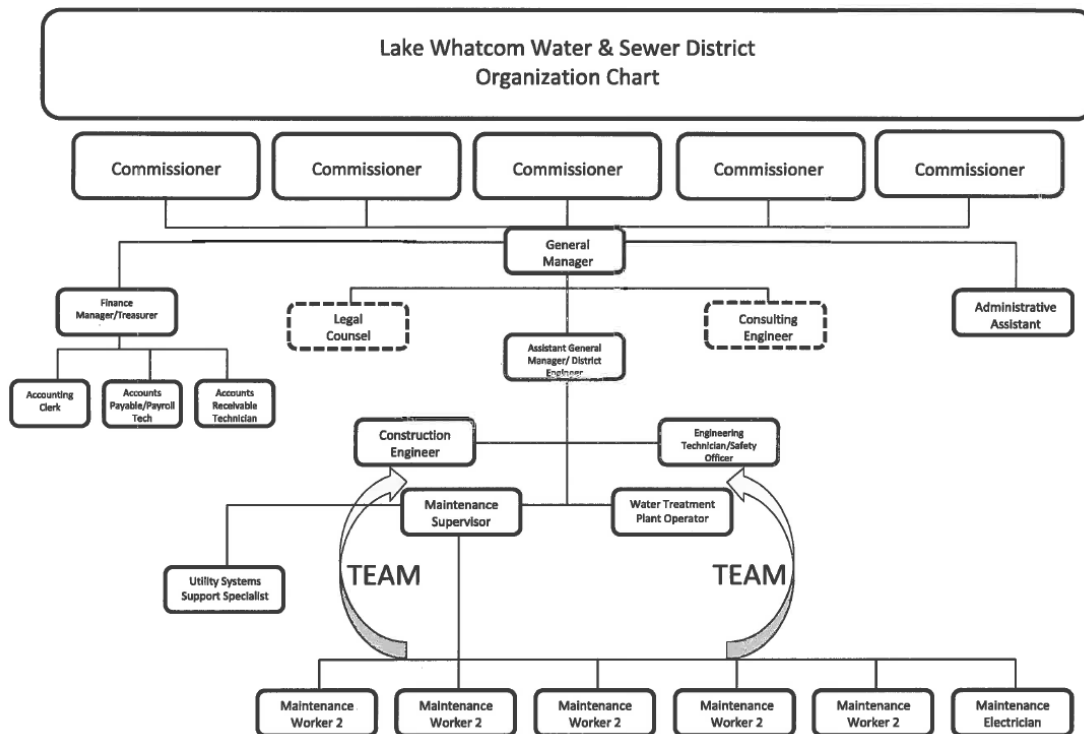 Lake Whatcom Water & Sewer District
Organization Chart
Commissioner
Commissioner
Commissioner
Commissioner
Commissioner
General
Manager
Finance
Manager/Treasurer
Legal
Counsel
Consulting
Engineer
Administrative
Assistant
Assistant General
Manager/ District
Engineer
Accounting
Clerk
Accounts
Payable/Payroll
Tech
Accounts
Receivable
Technician
Construction
Engineer
Engineering
Technician/Safety
Officer
Maintenance
Supervisor
Water Treatment
Plant Operator
Utility Systems
Support Specialist
TEAM
TEAM
Maintenance
Worker 2
Maintenance
Worker 2
Maintenance
Worker 2
Maintenance
Worker 2
Maintenance
Worker 2
Maintenance
Electrician